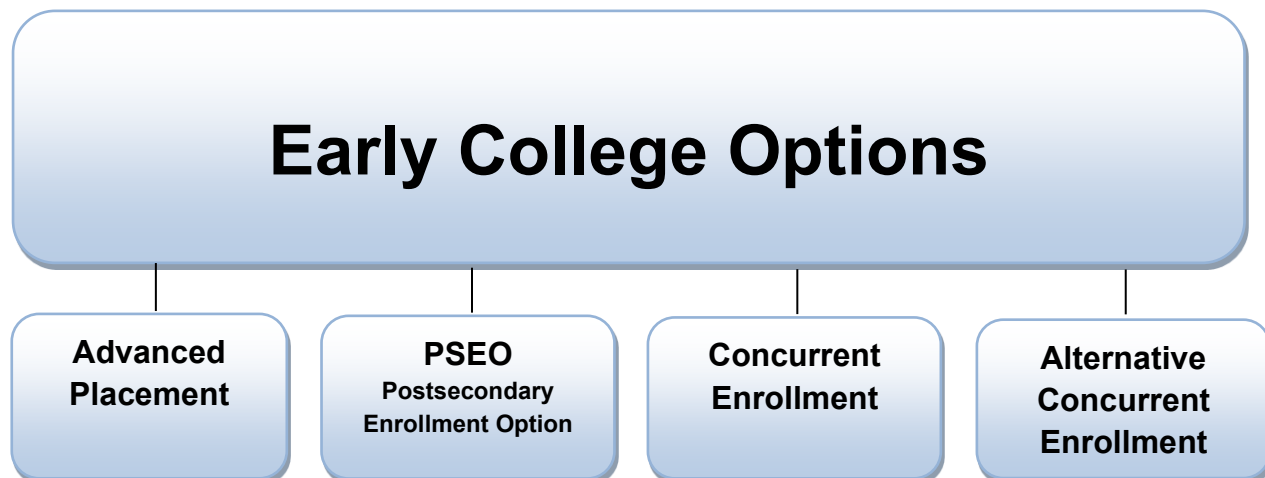 Early College Options
Advanced
Placement
PSEO
Postsecondary
Enrollment Option
Concurrent
Enrollment
Alternative
Concurrent
Enrollment